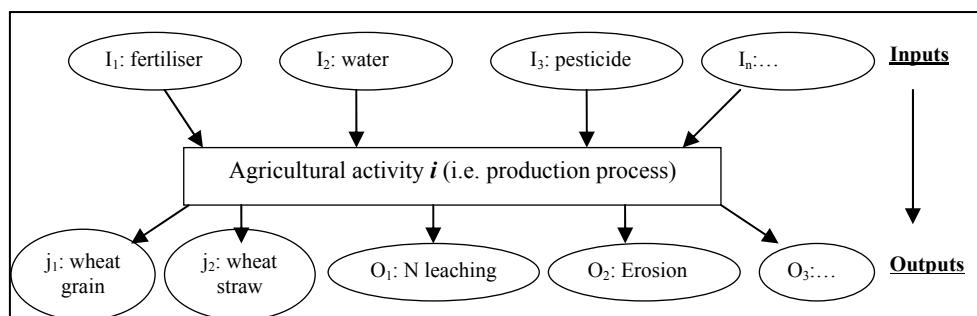 I₁: fertiliser
I₂: water
I₃: pesticide
Iₙ:…
Inputs
Agricultural activity i (i.e. production process)
j₁: wheat
grain
j₂: wheat
straw
O₁: N leaching
O₂: Erosion
O₃:…
Outputs